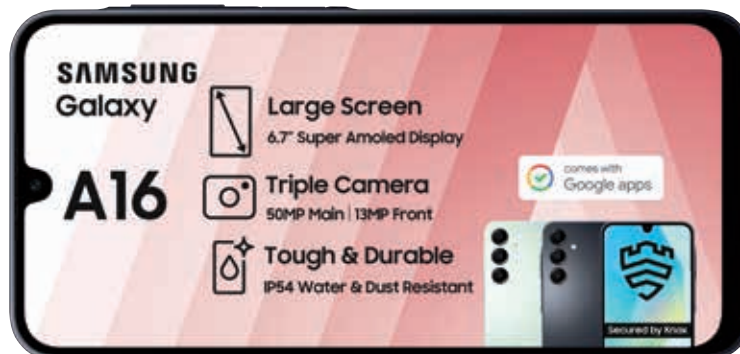 SAMSUNG
Galaxy
A16
Large Screen
6.7" Super Amoled Display
Triple Camera
50MP Main | 13MP Front
Tough & Durable
IP54 Water & Dust Resistant
comes with
Google apps
Secured by Knox